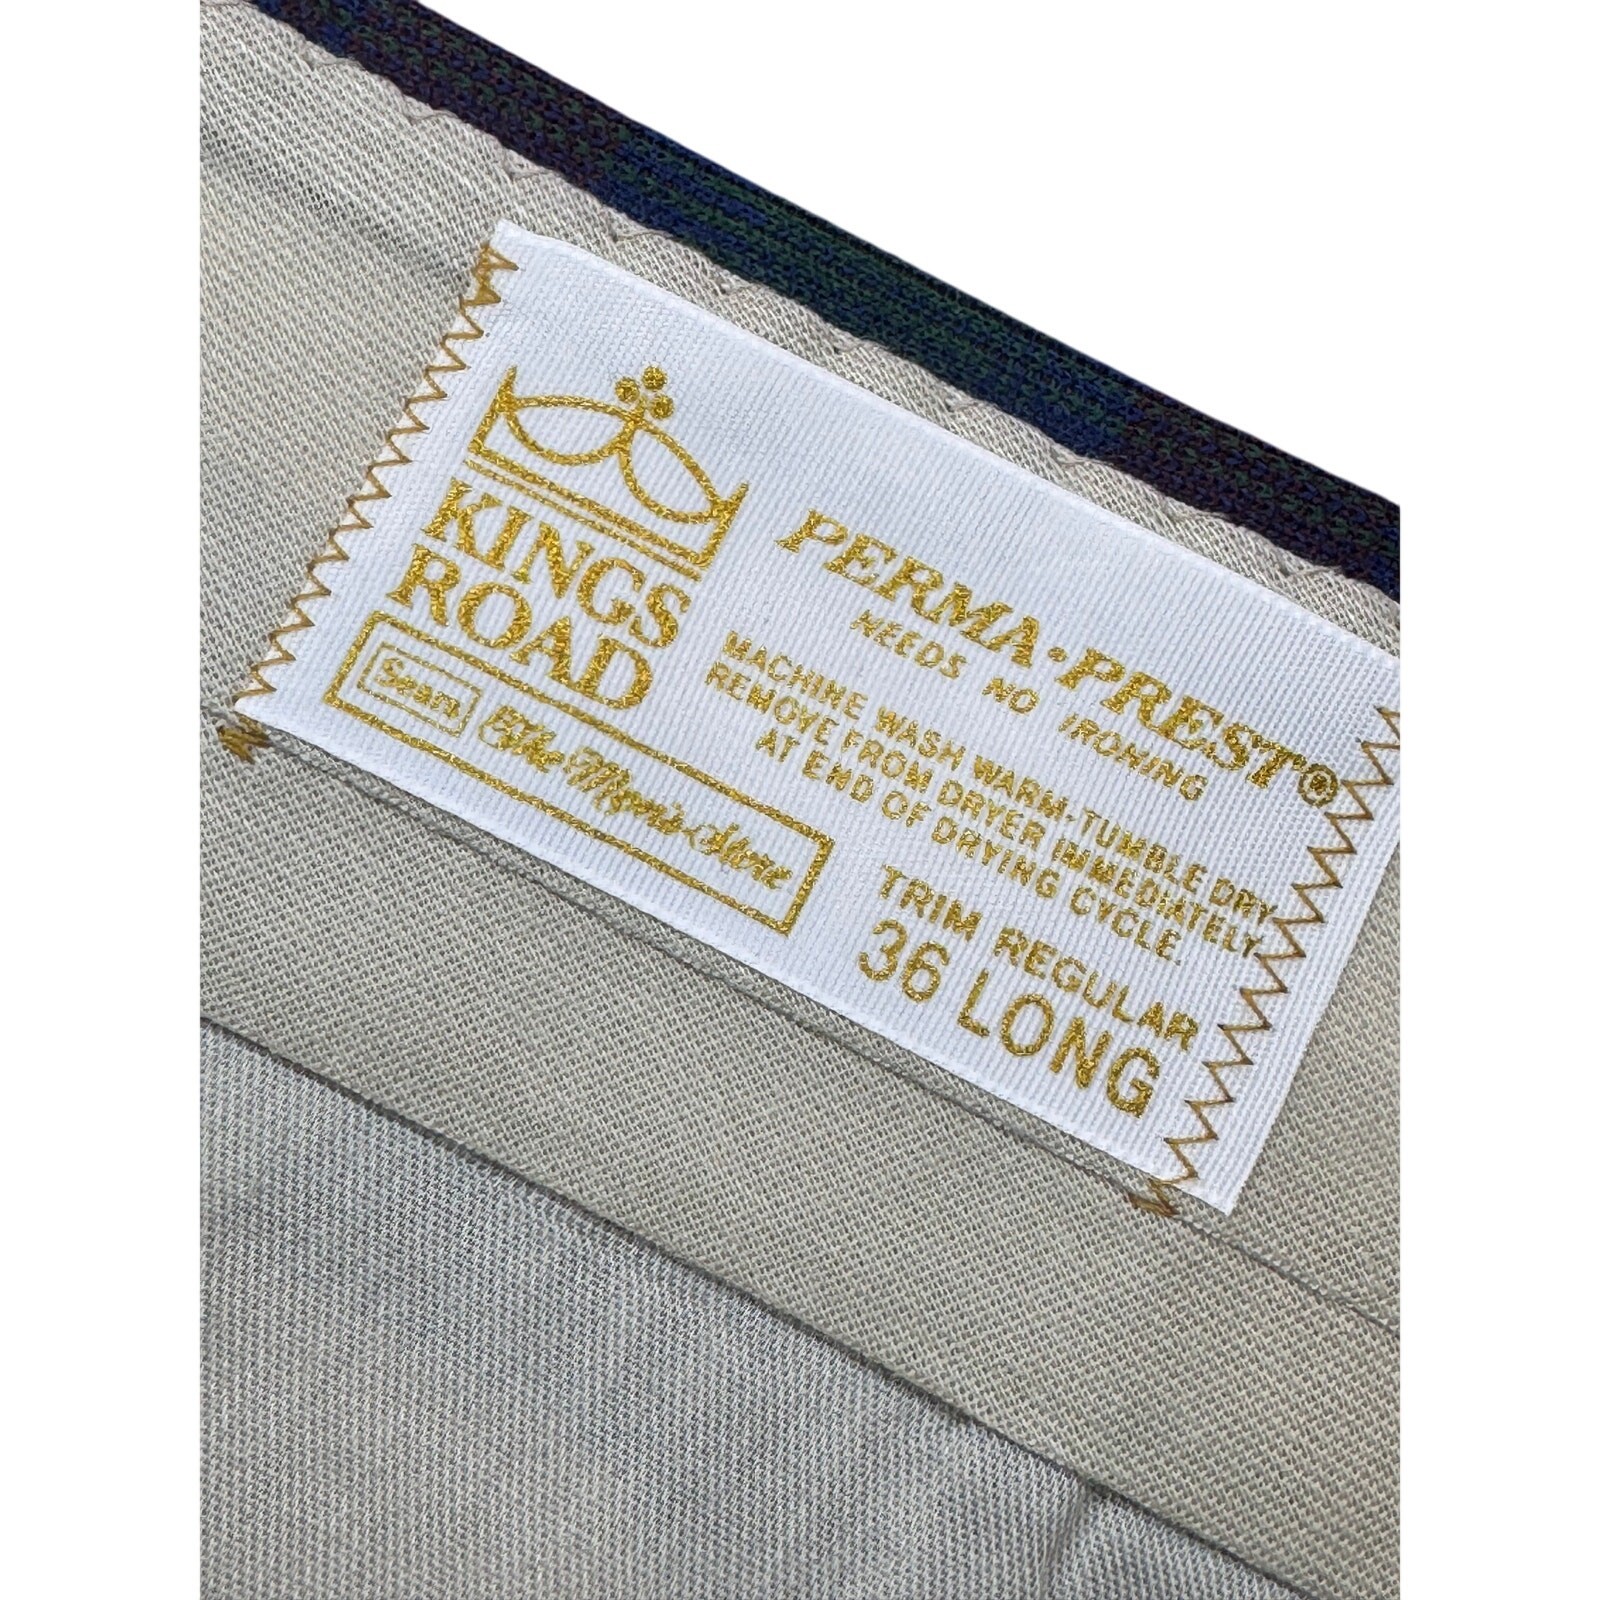 KINGS
ROAD
Sears The Men's Store
PERMA·PREST®
NEEDS NO IRONING
MACHINE WASH WARM-TUMBLE DRY
REMOVE FROM DRYER IMMEDIATELY
AT END OF DRYING CYCLE.
TRIM REGULAR
36 LONG